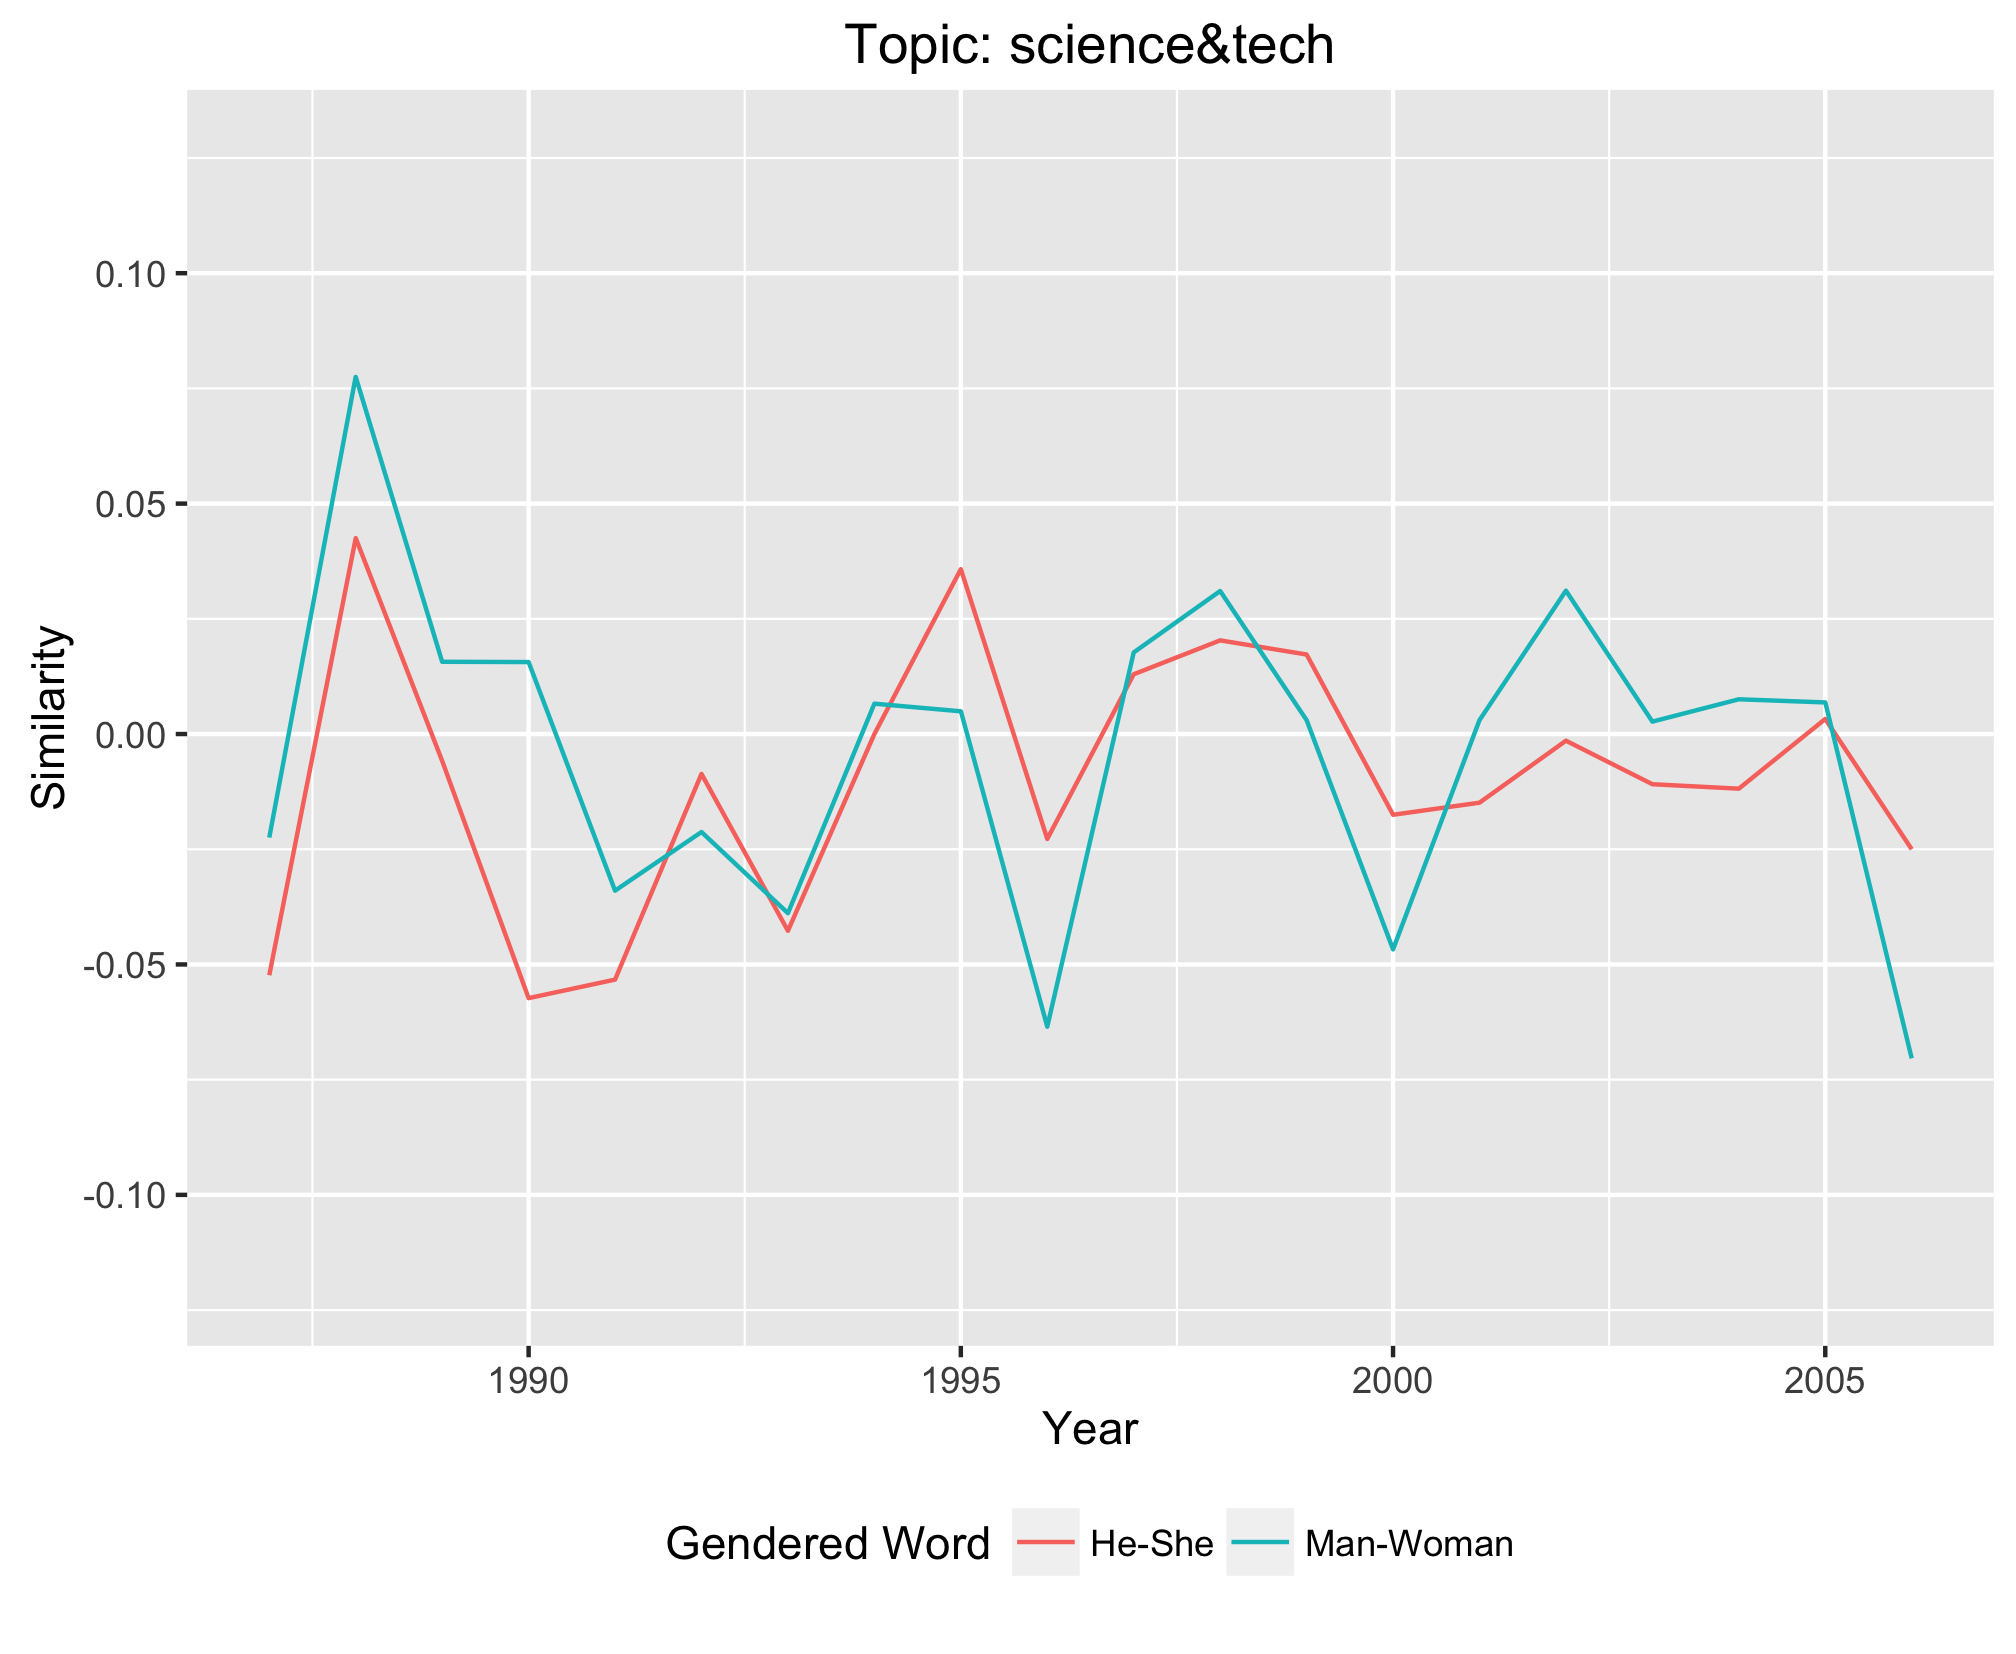 Topic: science&tech
0.10
0.05
0.00
-0.05
-0.10
Similarity
1990 1995 2000 2005
Year
Gendered Word He-She Man-Woman